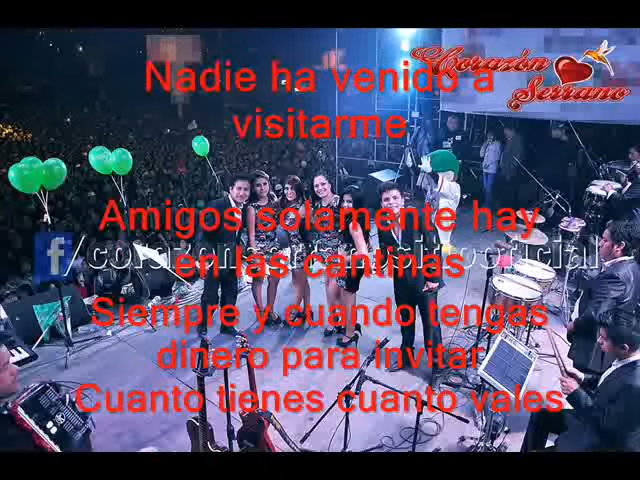 Corazón
Serrano
Nadie ha venido a
visitarme
Amigos solamente hay
en las cantinas
Siempre y cuando tengas
dinero para invitar
Cuanto tienes cuanto vales